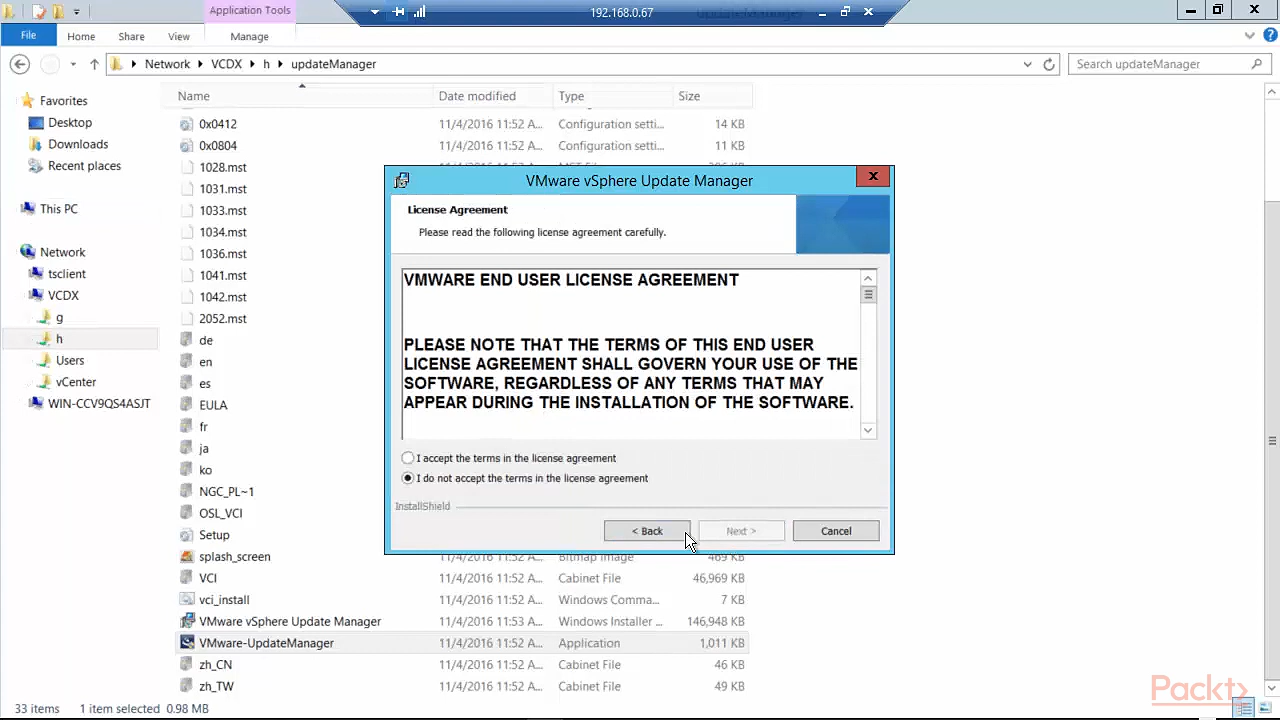 Application Tools
192.168.0.67
updateManager
File Home Share View Manage
Network VCDX h updateManager
Search updateManager
Name Date modified Type Size
Favorites
Desktop
Downloads
Recent places
This PC
Network
tsclient
VCDX
g
h
Users
vCenter
WIN-CCV9QS4ASJT
0x0412 11/4/2016 11:52 A... Configuration setti... 14 KB
0x0804 11/4/2016 11:52 A... Configuration setti... 11 KB
1028.mst
1031.mst
1033.mst
1034.mst
1036.mst
1041.mst
1042.mst
2052.mst
de
en
es
EULA
fr
ja
ko
NGC_PL~1
OSL_VCI
Setup
splash_screen 11/4/2016 11:52 A... Bitmap image 469 KB
VCI 11/4/2016 11:52 A... Cabinet File 46,969 KB
vci_install 11/4/2016 11:52 A... Windows Comma... 7 KB
VMware vSphere Update Manager 11/4/2016 11:53 A... Windows Installer ... 146,948 KB
VMware-UpdateManager 11/4/2016 11:52 A... Application 1,011 KB
zh_CN 11/4/2016 11:52 A... Cabinet File 46 KB
zh_TW 11/4/2016 11:52 A... Cabinet File 49 KB
VMware vSphere Update Manager
License Agreement
Please read the following license agreement carefully.
VMWARE END USER LICENSE AGREEMENT
PLEASE NOTE THAT THE TERMS OF THIS END USER
LICENSE AGREEMENT SHALL GOVERN YOUR USE OF THE
SOFTWARE, REGARDLESS OF ANY TERMS THAT MAY
APPEAR DURING THE INSTALLATION OF THE SOFTWARE.
I accept the terms in the license agreement
I do not accept the terms in the license agreement
InstallShield
< Back Next > Cancel
33 items 1 item selected 0.98 MB
Packt